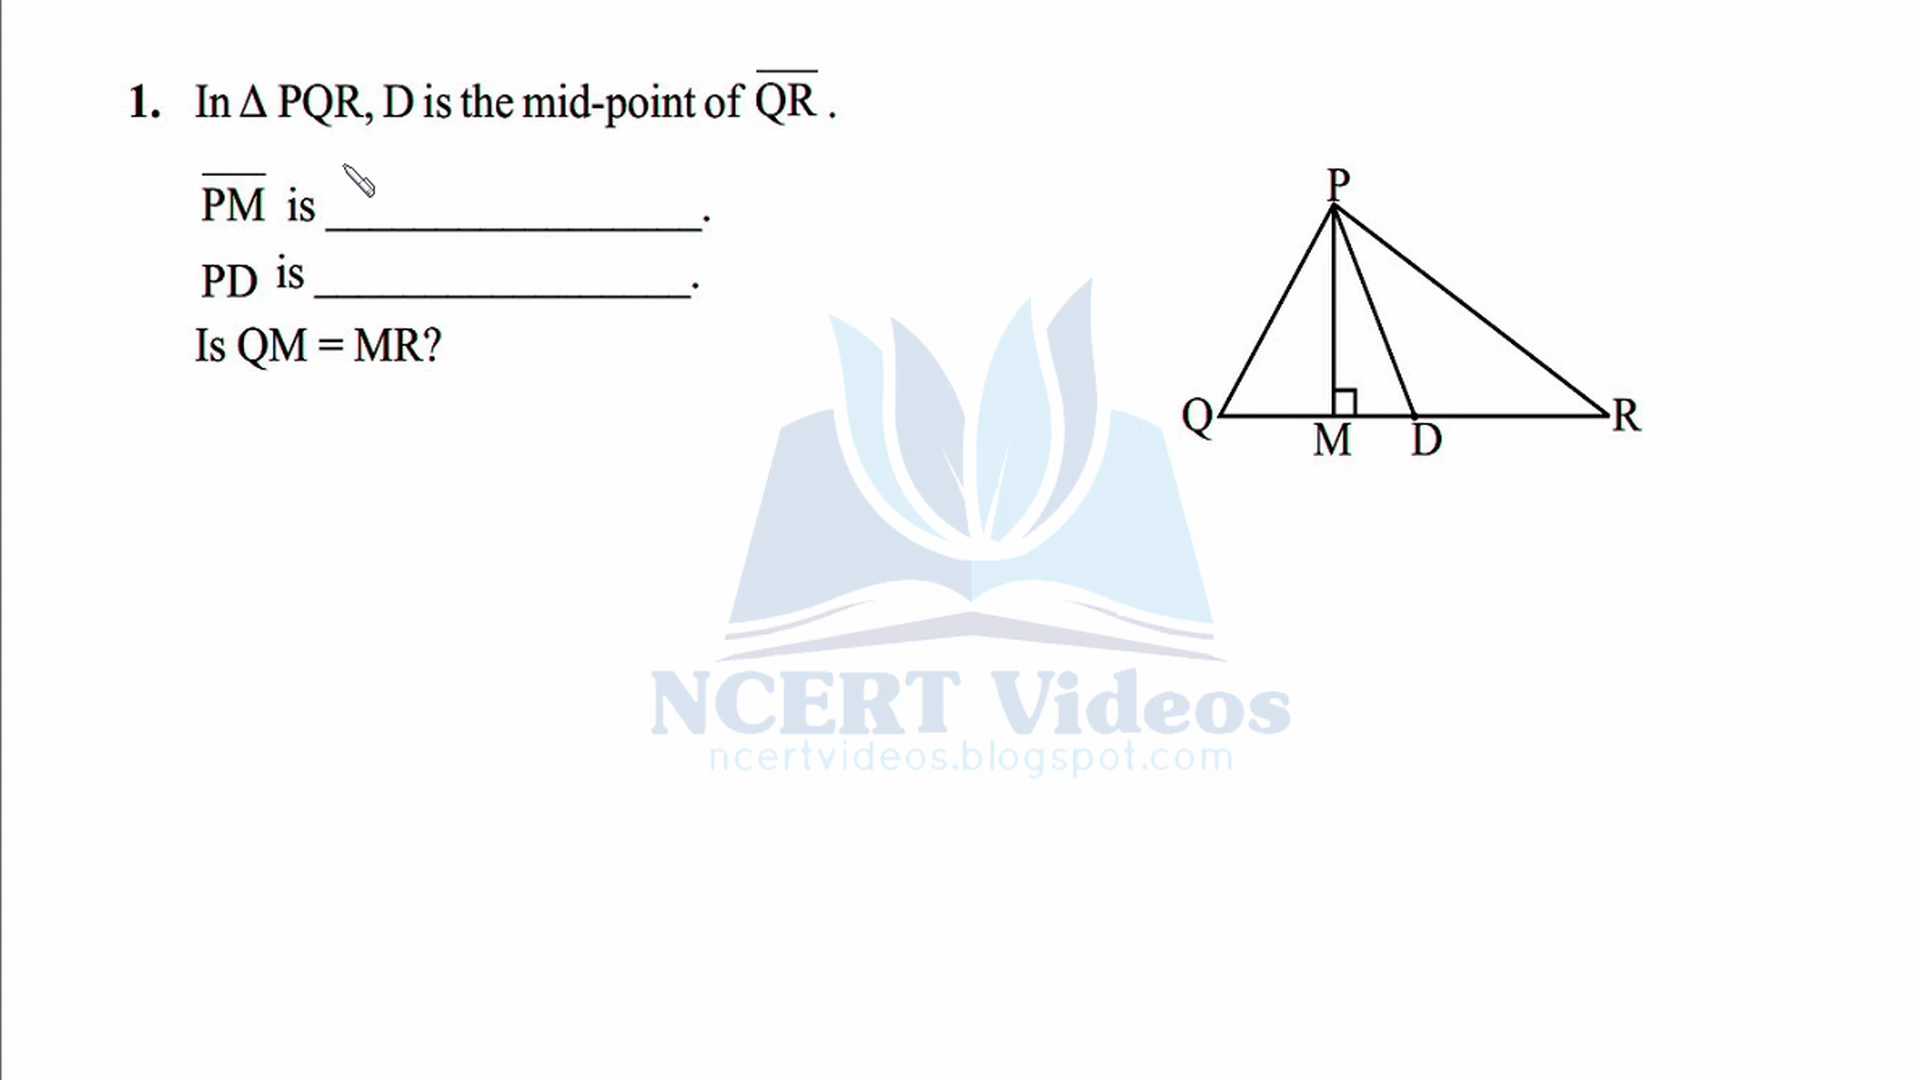 1. In Δ PQR, D is the mid-point of QR .
PM is ________________.
PD is ________________.
Is QM = MR?
P
Q
M
D
R
NCERT Videos
ncertvideos.blogspot.com